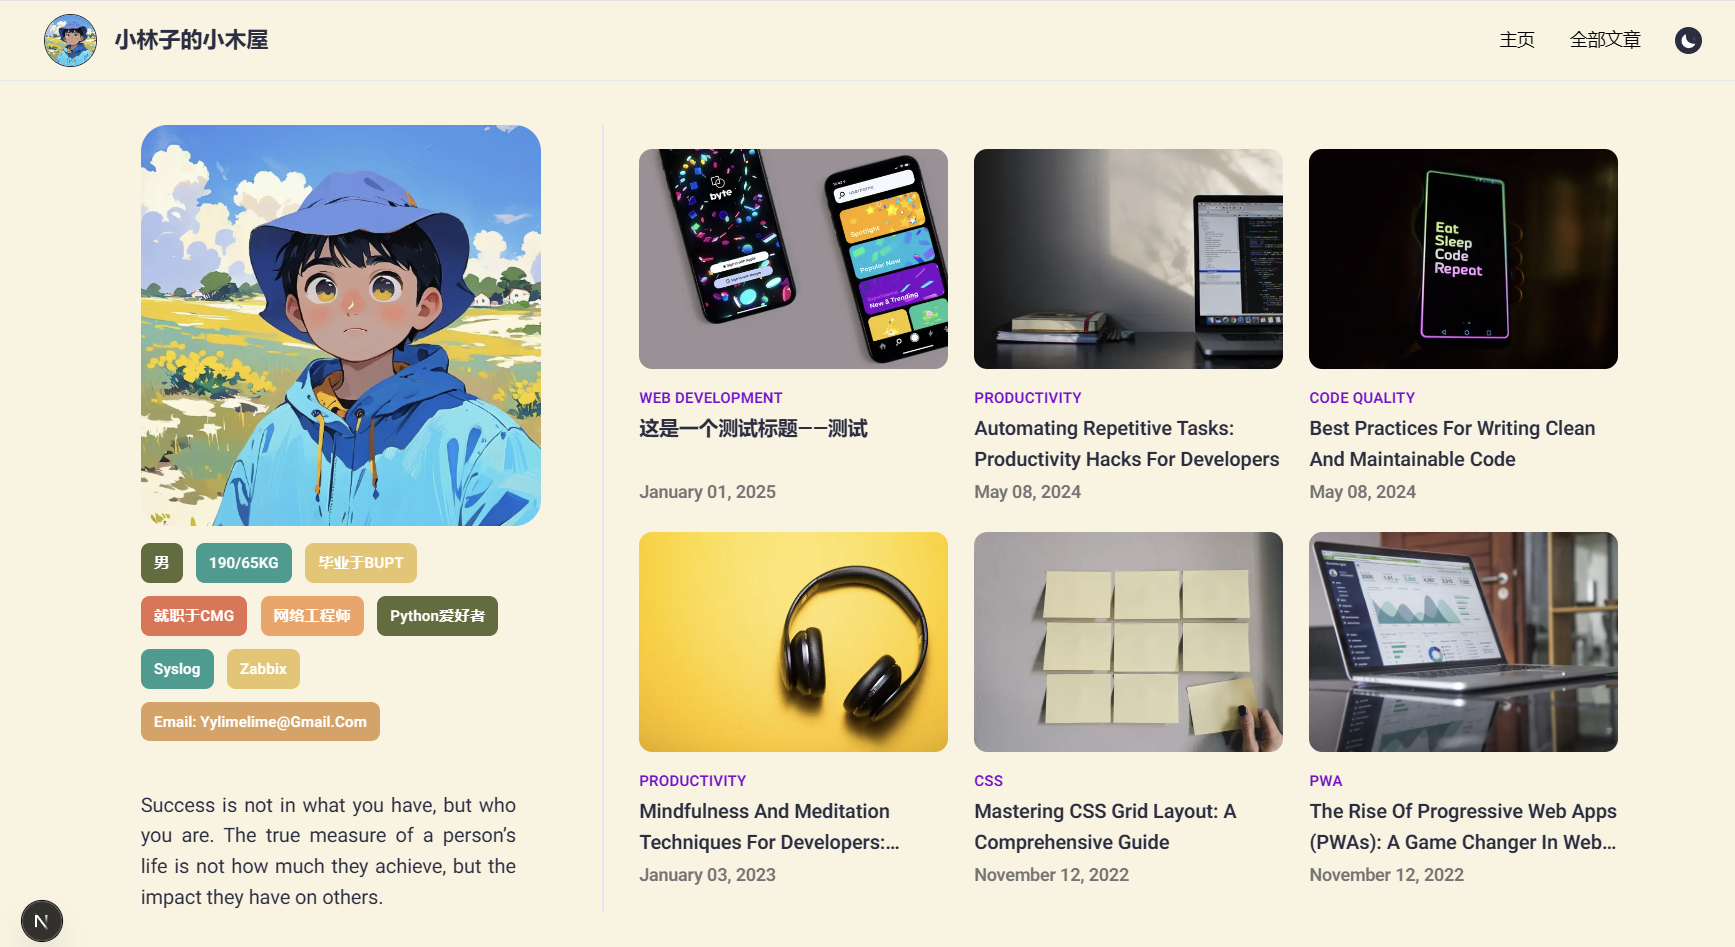 小林子的小木屋
主页
全部文章
男
190/65KG
毕业于BUPT
就职于CMG
网络工程师
Python爱好者
Syslog
Zabbix
Email: Yylimelime@Gmail.Com
Success is not in what you have, but who
you are. The true measure of a person’s
life is not how much they achieve, but the
impact they have on others.
N
byte
username
Spotlight
Popular Now
New & Trending
WEB DEVELOPMENT
这是一个测试标题——测试
January 01, 2025
PRODUCTIVITY
Automating Repetitive Tasks:
Productivity Hacks For Developers
May 08, 2024
Eat
Sleep
Code
Repeat
CODE QUALITY
Best Practices For Writing Clean
And Maintainable Code
May 08, 2024
PRODUCTIVITY
Mindfulness And Meditation
Techniques For Developers:...
January 03, 2023
CSS
Mastering CSS Grid Layout: A
Comprehensive Guide
November 12, 2022
PWA
The Rise Of Progressive Web Apps
(PWAs): A Game Changer In Web...
November 12, 2022